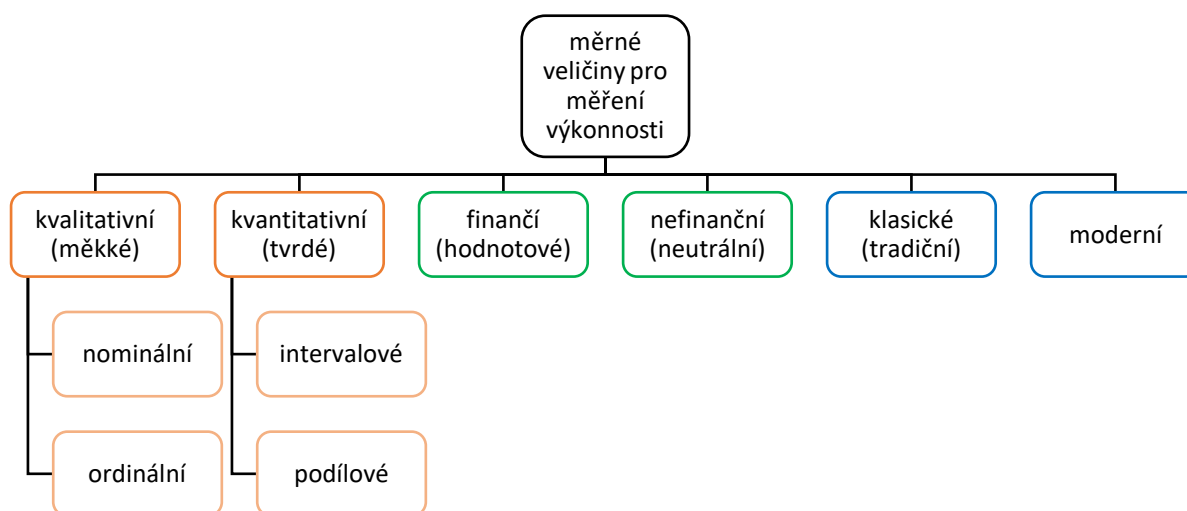 měrné
veličiny pro
měření
výkonnosti
kvalitativní
(měkké)
kvantitativní
(tvrdé)
finančí
(hodnotové)
nefinanční
(neutrální)
klasické
(tradiční)
moderní
nominální
intervalové
ordinální
podílové